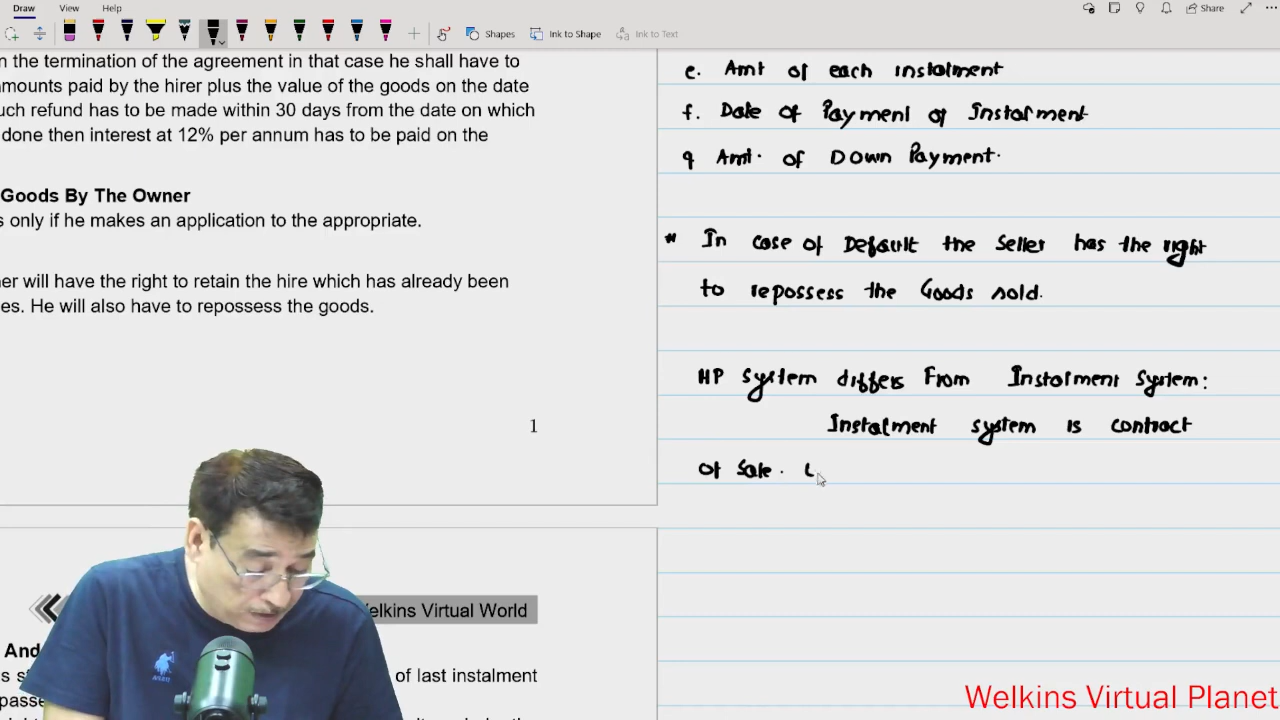 Draw View Help Share
Shapes Ink to Shape Ink to Text
n the termination of the agreement in that case he shall have to
amounts paid by the hirer plus the value of the goods on the date
uch refund has to be made within 30 days from the date on which
done then interest at 12% per annum has to be paid on the
Goods By The Owner
s only if he makes an application to the appropriate.
ner will have the right to retain the hire which has already been
es. He will also have to repossess the goods.
1
elkins Virtual World
And
s s of last instalment
passe
e. Amt of each instalment
f. Date of Payment of Instalment
g Amt. of Down Payment.
* In case of Default the Seller has the right
to repossess the Goods sold.
HP System differs From Instalment System:
Instalment system is contract
of Sale.
Welkins Virtual Planet